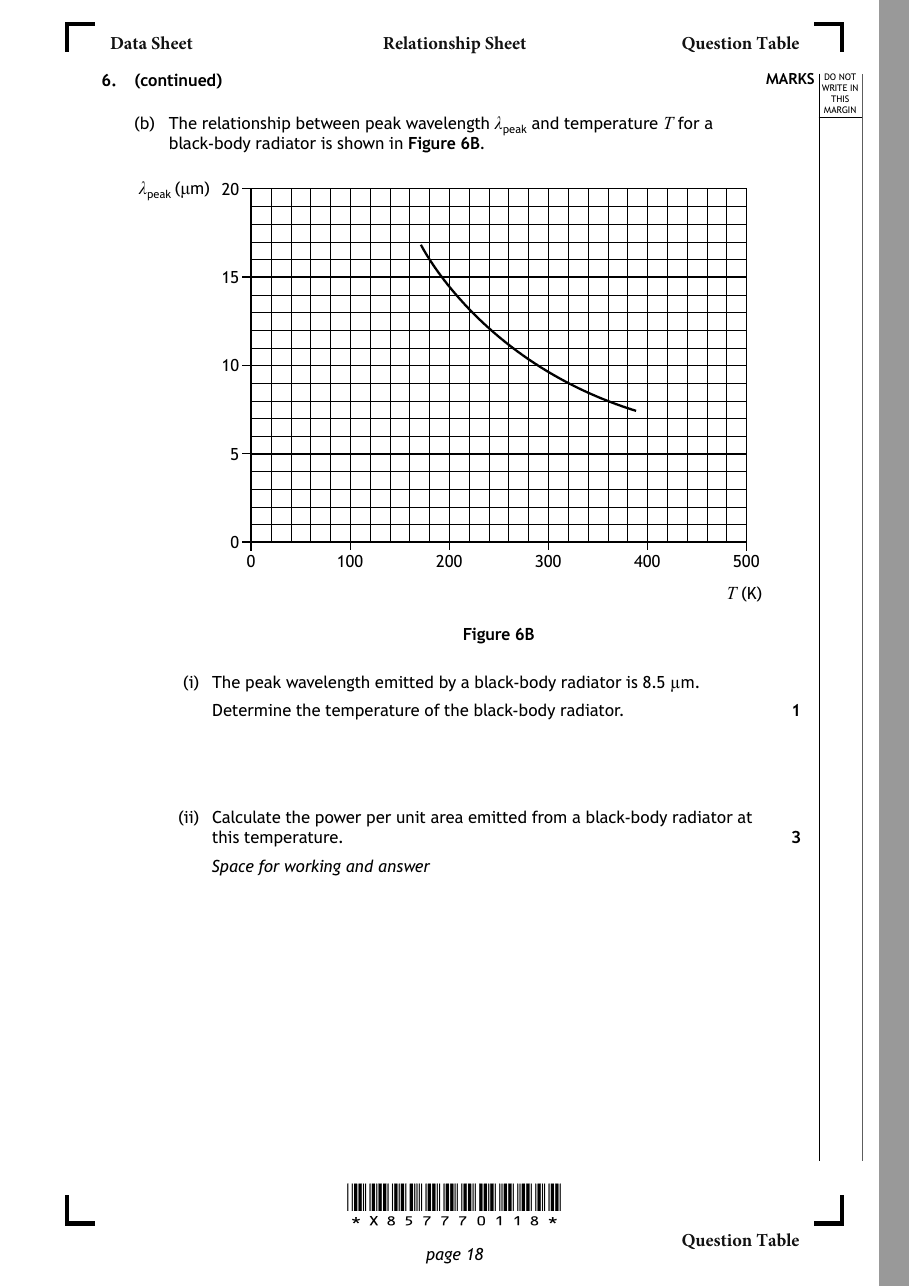 Data Sheet Relationship Sheet Question Table
6. (continued)
MARKS
DO NOT
WRITE IN
THIS
MARGIN
(b) The relationship between peak wavelength λpeak and temperature T for a
black-body radiator is shown in Figure 6B.
λpeak (μm)
20
15
10
5
0
0 100 200 300 400 500
T (K)
Figure 6B
(i) The peak wavelength emitted by a black-body radiator is 8.5 μm.
Determine the temperature of the black-body radiator. 1
(ii) Calculate the power per unit area emitted from a black-body radiator at
this temperature. 3
Space for working and answer
* X 8 5 7 7 7 0 1 1 8 *
Question Table
page 18